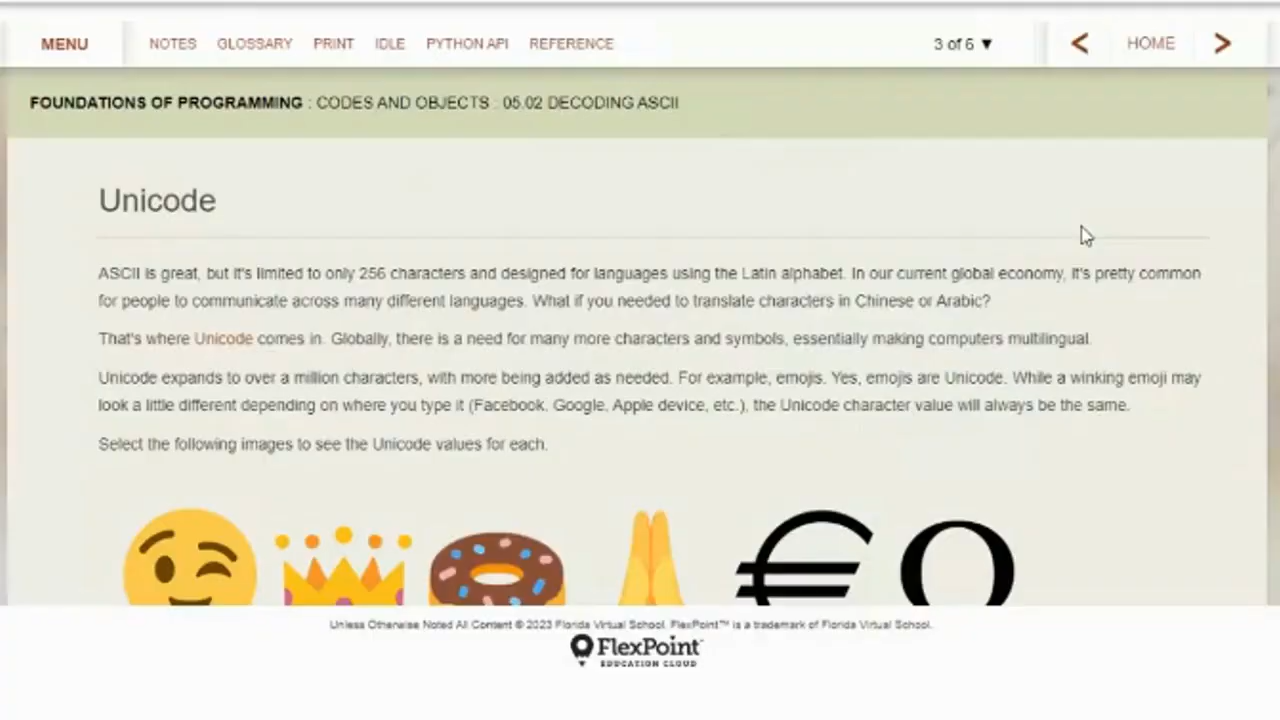 MENU NOTES GLOSSARY PRINT IDLE PYTHON API REFERENCE 3 of 6 ▼ < HOME >
FOUNDATIONS OF PROGRAMMING : CODES AND OBJECTS : 05.02 DECODING ASCII
Unicode
ASCII is great, but it's limited to only 256 characters and designed for languages using the Latin alphabet. In our current global economy, it's pretty common
for people to communicate across many different languages. What if you needed to translate characters in Chinese or Arabic?
That's where Unicode comes in. Globally, there is a need for many more characters and symbols, essentially making computers multilingual.
Unicode expands to over a million characters, with more being added as needed. For example, emojis. Yes, emojis are Unicode. While a winking emoji may
look a little different depending on where you type it (Facebook, Google, Apple device, etc.), the Unicode character value will always be the same.
Select the following images to see the Unicode values for each.
€
Unless Otherwise Noted All Content © 2023 Florida Virtual School. FlexPoint™ is a trademark of Florida Virtual School.
FlexPoint
EDUCATION CLOUD